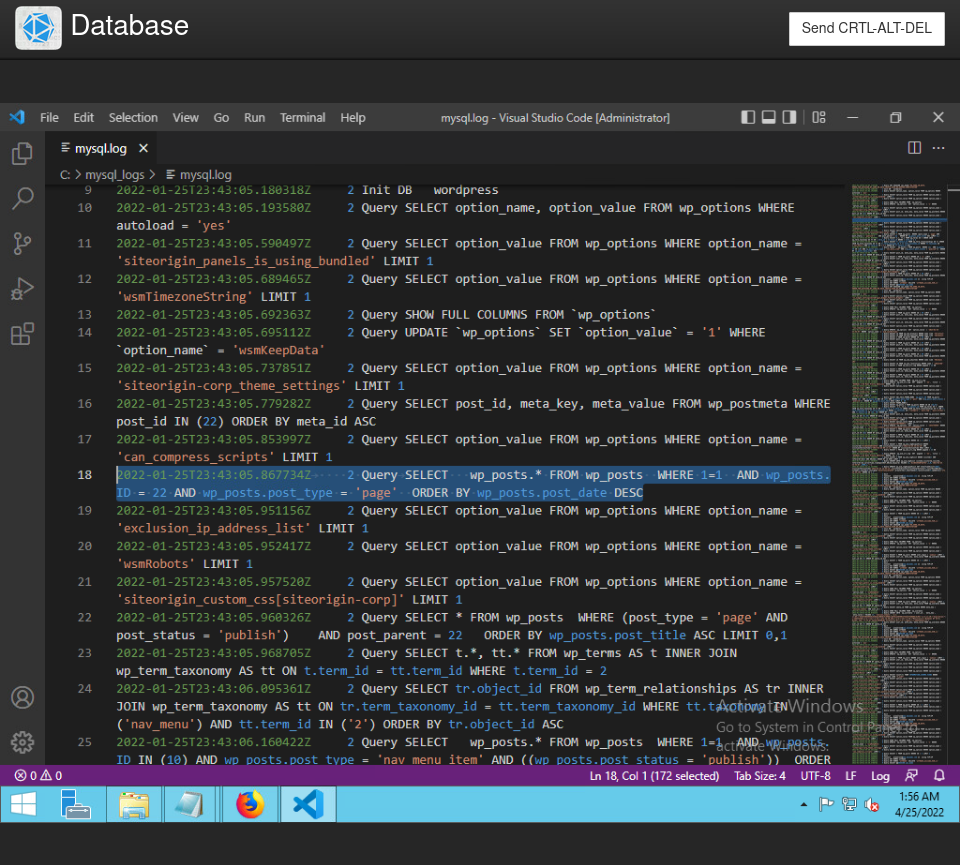 Database
Send CRTL-ALT-DEL
File Edit Selection View Go Run Terminal Help
mysql.log - Visual Studio Code [Administrator]
mysql.log
C: > mysql_logs > mysql.log
9 2022-01-25T23:43:05.180318Z 2 Init DB wordpress
10 2022-01-25T23:43:05.193580Z 2 Query SELECT option_name, option_value FROM wp_options WHERE
autoload = 'yes
11 2022-01-25T23:43:05.590497Z 2 Query SELECT option_value FROM wp_options WHERE option_name =
'siteorigin_panels_is_using_bundled' LIMIT 1
12 2022-01-25T23:43:05.689465Z 2 Query SELECT option_value FROM wp_options WHERE option_name =
'wsmTimezoneString' LIMIT 1
13 2022-01-25T23:43:05.692363Z 2 Query SHOW FULL COLUMNS FROM `wp_options`
14 2022-01-25T23:43:05.695112Z 2 Query UPDATE `wp_options` SET `option_value` = '1' WHERE
`option_name` = 'wsmKeepData'
15 2022-01-25T23:43:05.737851Z 2 Query SELECT option_value FROM wp_options WHERE option_name =
'siteorigin-corp_theme_settings' LIMIT 1
16 2022-01-25T23:43:05.779282Z 2 Query SELECT post_id, meta_key, meta_value FROM wp_postmeta WHERE
post_id IN (22) ORDER BY meta_id ASC
17 2022-01-25T23:43:05.853997Z 2 Query SELECT option_value FROM wp_options WHERE option_name =
'can_compress_scripts' LIMIT 1
18 2022-01-25T23:43:05.867734Z 2 Query SELECT wp_posts.* FROM wp_posts WHERE 1=1 AND wp_posts.
ID = 22 AND wp_posts.post_type = 'page' ORDER BY wp_posts.post_date DESC
19 2022-01-25T23:43:05.951156Z 2 Query SELECT option_value FROM wp_options WHERE option_name =
'exclusion_ip_address_list' LIMIT 1
20 2022-01-25T23:43:05.952417Z 2 Query SELECT option_value FROM wp_options WHERE option_name =
'wsmRobots' LIMIT 1
21 2022-01-25T23:43:05.957520Z 2 Query SELECT option_value FROM wp_options WHERE option_name =
'siteorigin_custom_css[siteorigin-corp]' LIMIT 1
22 2022-01-25T23:43:05.960326Z 2 Query SELECT * FROM wp_posts WHERE (post_type = 'page' AND
post_status = 'publish') AND post_parent = 22 ORDER BY wp_posts.post_title ASC LIMIT 0,1
23 2022-01-25T23:43:05.968705Z 2 Query SELECT t.*, tt.* FROM wp_terms AS t INNER JOIN
wp_term_taxonomy AS tt ON t.term_id = tt.term_id WHERE t.term_id = 2
24 2022-01-25T23:43:06.095361Z 2 Query SELECT tr.object_id FROM wp_term_relationships AS tr INNER
JOIN wp_term_taxonomy AS tt ON tr.term_taxonomy_id = tt.term_taxonomy_id WHERE tt.taxonomy IN
('nav_menu') AND tt.term_id IN ('2') ORDER BY tr.object_id ASC
25 2022-01-25T23:43:06.160422Z 2 Query SELECT wp_posts.* FROM wp_posts WHERE 1=1 AND wp_posts.
ID IN (10) AND wp_posts.post_type = 'nav_menu_item' AND ((wp_posts.post_status = 'publish')) ORDER
Activate Windows
Go to System in Control Panel to
activate Windows.
0 0
Ln 18, Col 1 (172 selected) Tab Size: 4 UTF-8 LF Log
1:56 AM
4/25/2022